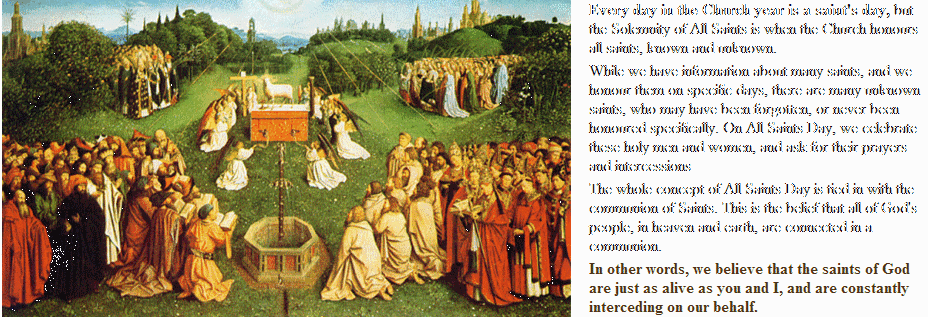 Every day in the Church year is a saint's day, but
the Solemnity of All Saints is when the Church honours
all saints, known and unknown.
While we have information about many saints, and we
honour them on specific days, there are many unknown
saints, who may have been forgotten, or never been
honoured specifically. On All Saints Day, we celebrate
these holy men and women, and ask for their prayers
and intercessions
The whole concept of All Saints Day is tied in with the
communion of Saints. This is the belief that all of God's
people, in heaven and earth, are connected in a
communion.
In other words, we believe that the saints of God
are just as alive as you and I, and are constantly
interceding on our behalf.